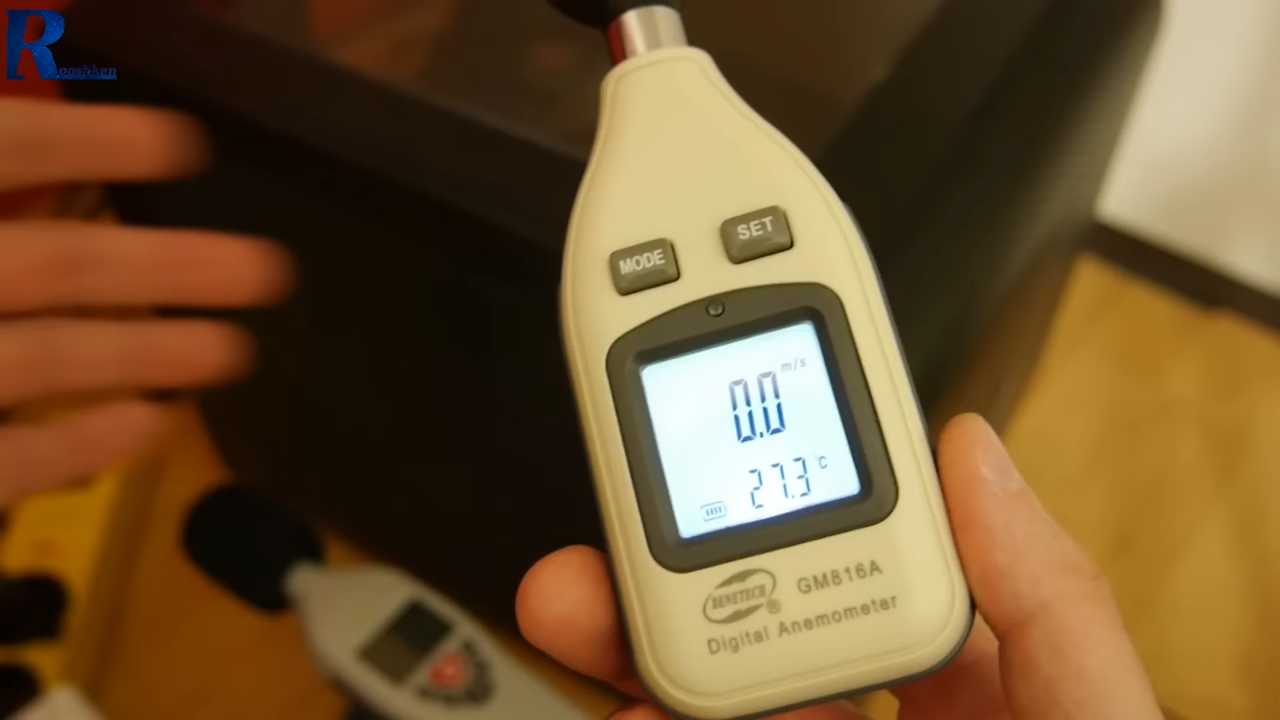 Rooshken
SET
MODE
m/s
0.0
27.3 °C
BENETECH ® GM816A
Digital Anemometer